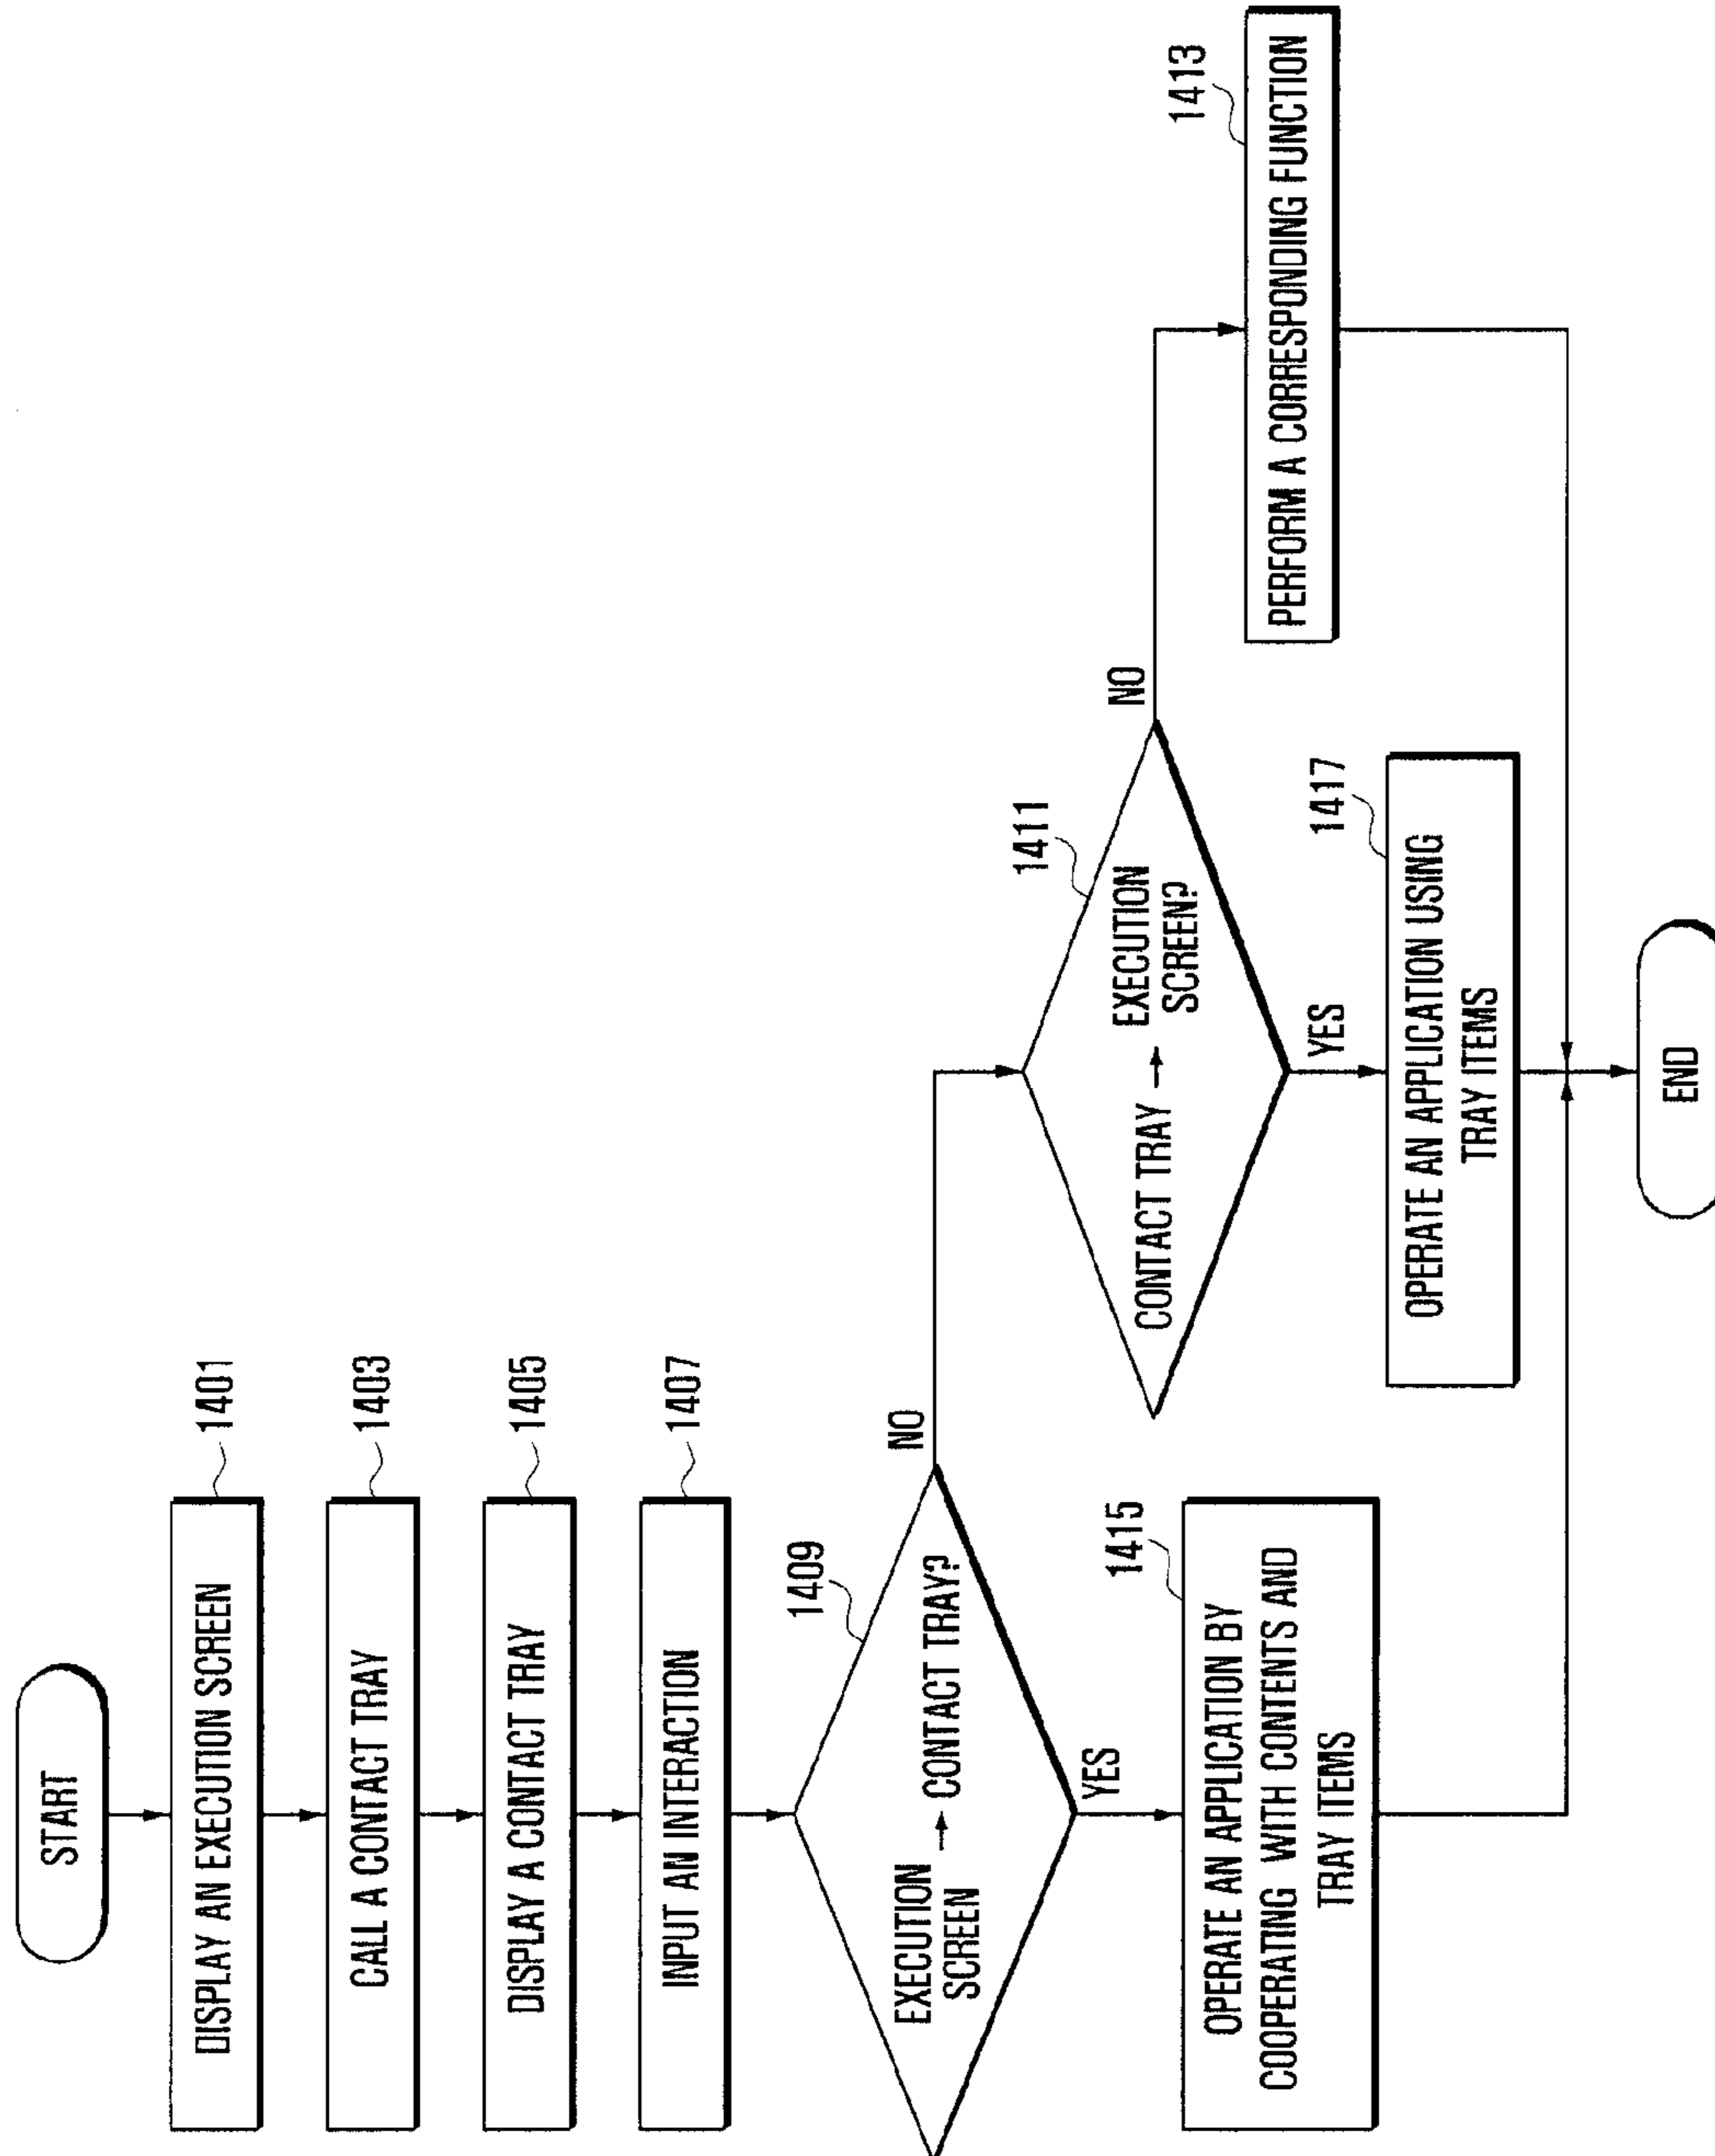 START
DISPLAY AN EXECUTION SCREEN
1401
CALL A CONTACT TRAY
1403
DISPLAY A CONTACT TRAY
1405
INPUT AN INTERACTION
1407
1409
EXECUTION
SCREEN
→ CONTACT TRAY?
NO
YES
1411
CONTACT TRAY →
EXECUTION
SCREEN?
NO
YES
1413
PERFORM A CORRESPONDING FUNCTION
1415
OPERATE AN APPLICATION BY
COOPERATING WITH CONTENTS AND
TRAY ITEMS
1417
OPERATE AN APPLICATION USING
TRAY ITEMS
END